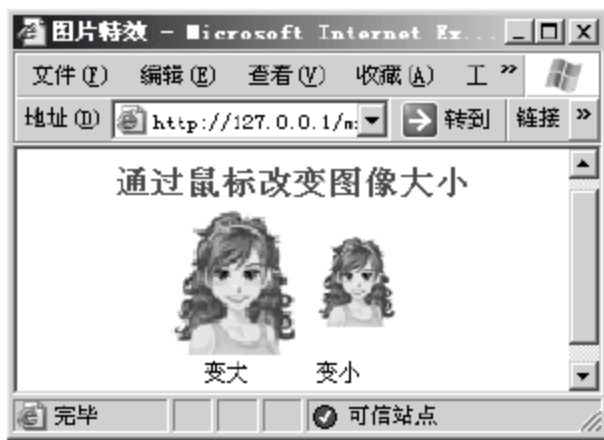 图片特效 - Microsoft Internet Ex...
文件(F) 编辑(E) 查看(V) 收藏(A) 工 »
地址(D) http://127.0.0.1/m 转到 链接 »
通过鼠标改变图像大小
变大 变小
完毕 可信站点